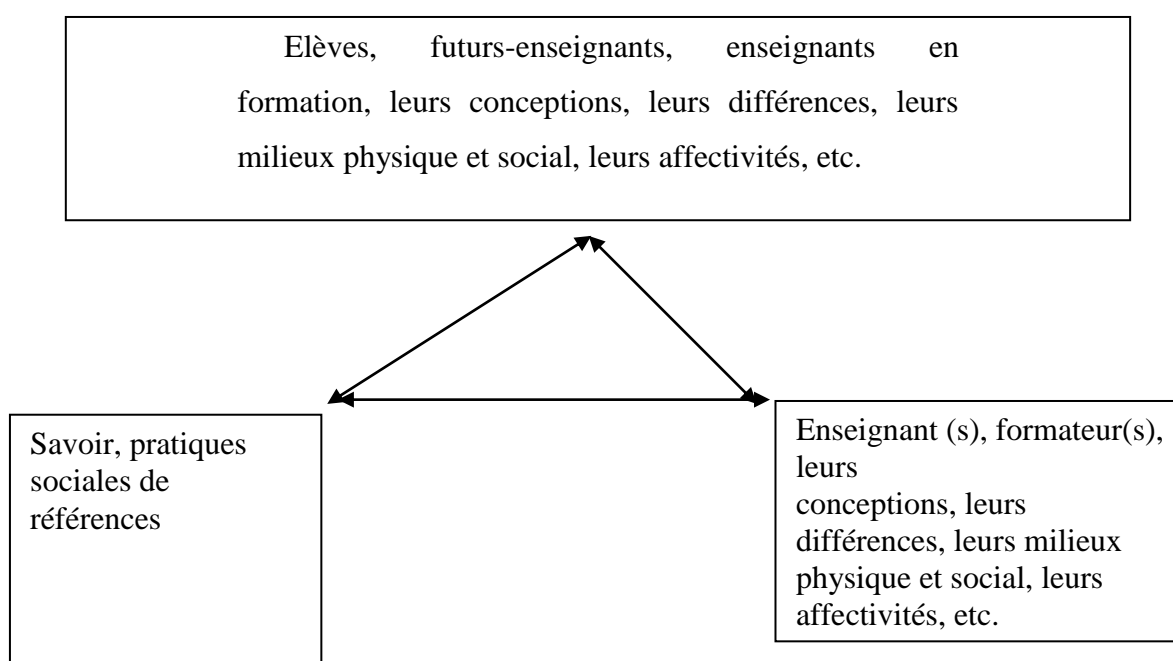 Elèves, futurs-enseignants, enseignants en
formation, leurs conceptions, leurs différences, leurs
milieux physique et social, leurs affectivités, etc.
Savoir, pratiques
sociales de
références
Enseignant (s), formateur(s),
leurs
conceptions, leurs
différences, leurs milieux
physique et social, leurs
affectivités, etc.